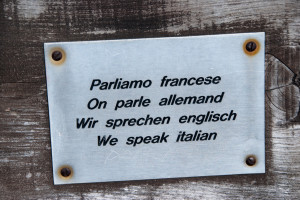 Parliamo francese
On parle allemand
Wir sprechen englisch
We speak italian